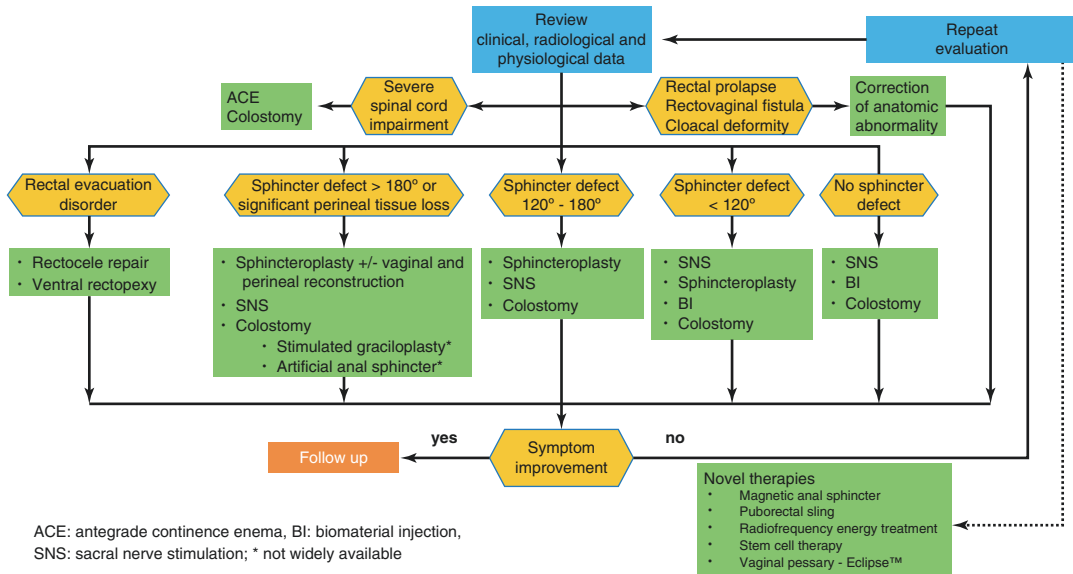 Review
clinical, radiological and
physiological data
Repeat
evaluation
ACE
Colostomy
Severe
spinal cord
impairment
Rectal prolapse
Rectovaginal fistula
Cloacal deformity
Correction
of anatomic
abnormality
Rectal evacuation
disorder
Sphincter defect > 180º or
significant perineal tissue loss
Sphincter defect
120º - 180º
Sphincter defect
< 120º
No sphincter
defect
· Rectocele repair
· Ventral rectopexy
· Sphincteroplasty +/- vaginal and
perineal reconstruction
· SNS
· Colostomy
· Stimulated graciloplasty*
· Artificial anal sphincter*
· Sphincteroplasty
· SNS
· Colostomy
· SNS
· Sphincteroplasty
· BI
· Colostomy
· SNS
· BI
· Colostomy
Follow up
yes
Symptom
improvement
no
Novel therapies
· Magnetic anal sphincter
· Puborectal sling
· Radiofrequency energy treatment
· Stem cell therapy
· Vaginal pessary - Eclipse™
ACE: antegrade continence enema, BI: biomaterial injection,
SNS: sacral nerve stimulation; * not widely available